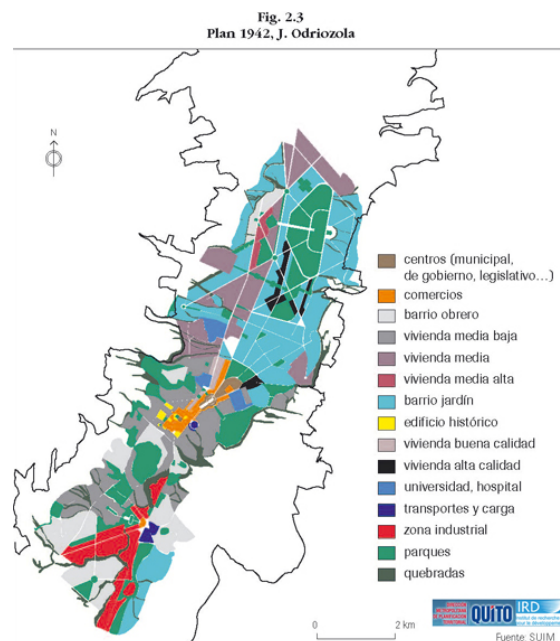 Fig. 2.3
Plan 1942, J. Odriozola
N
centros (municipal,
de gobierno, legislativo...)
comercios
barrio obrero
vivienda media baja
vivienda media
vivienda media alta
barrio jardín
edificio histórico
vivienda buena calidad
vivienda alta calidad
universidad, hospital
transportes y carga
zona industrial
parques
quebradas
0 2 km
QUITO
IRD
Fuente: SUIM